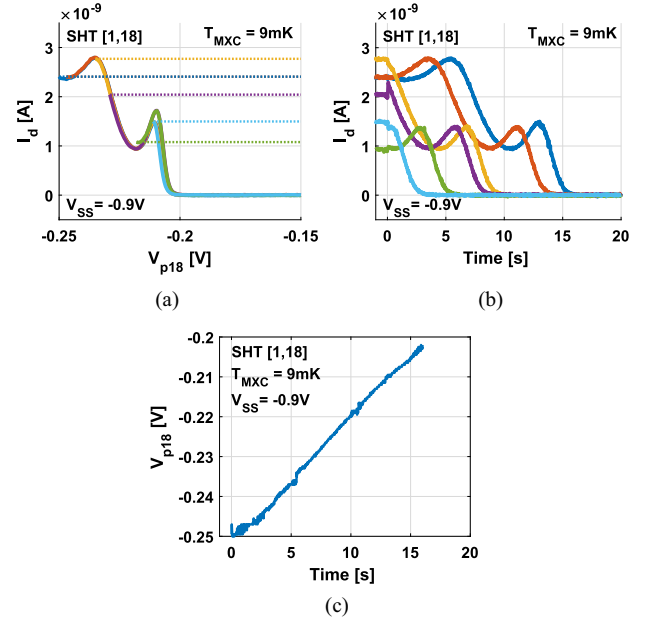 ×10⁻⁹
SHT [1,18]
T_MXC = 9mK
3
2
1
0
I_d [A]
V_SS= -0.9V
-0.25
-0.2
-0.15
V_p18 [V]
(a)
×10⁻⁹
SHT [1,18]
T_MXC = 9mK
3
2
1
0
I_d [A]
V_SS= -0.9V
0
5
10
15
20
Time [s]
(b)
-0.2
-0.21
-0.22
-0.23
-0.24
-0.25
V_p18 [V]
SHT [1,18]
T_MXC = 9mK
V_SS= -0.9V
0
5
10
15
20
Time [s]
(c)